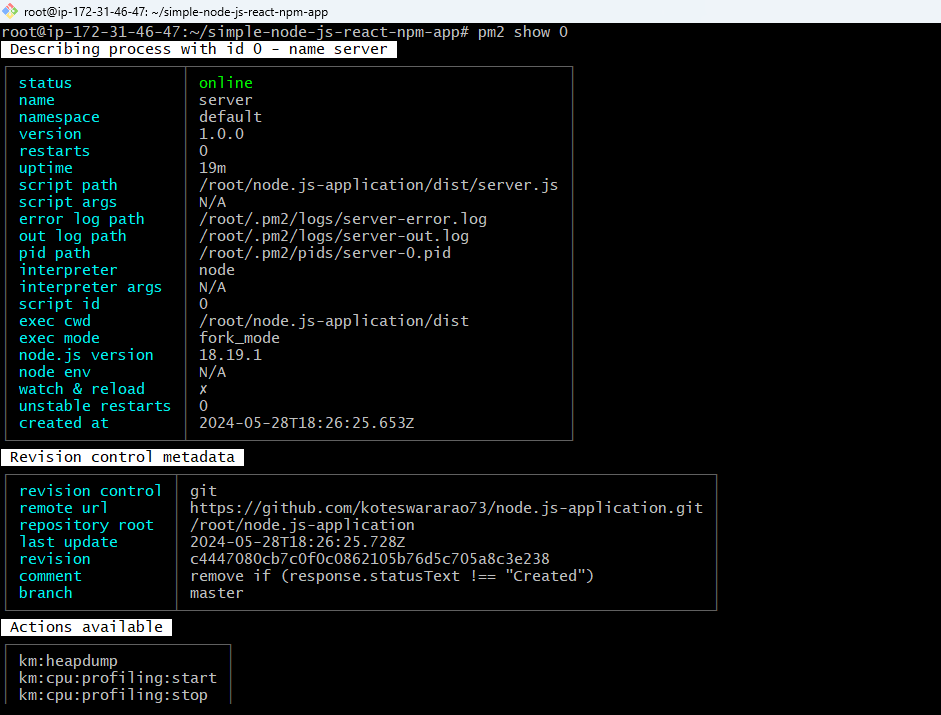 root@ip-172-31-46-47: ~/simple-node-js-react-npm-app
root@ip-172-31-46-47:~/simple-node-js-react-npm-app# pm2 show 0
Describing process with id 0 - name server
status online
name server
namespace default
version 1.0.0
restarts 0
uptime 19m
script path /root/node.js-application/dist/server.js
script args N/A
error log path /root/.pm2/logs/server-error.log
out log path /root/.pm2/logs/server-out.log
pid path /root/.pm2/pids/server-0.pid
interpreter node
interpreter args N/A
script id 0
exec cwd /root/node.js-application/dist
exec mode fork_mode
node.js version 18.19.1
node env N/A
watch & reload ✗
unstable restarts 0
created at 2024-05-28T18:26:25.653Z
Revision control metadata
revision control git
remote url https://github.com/koteswararao73/node.js-application.git
repository root /root/node.js-application
last update 2024-05-28T18:26:25.728Z
revision c4447080cb7c0f0c0862105b76d5c705a8c3e238
comment remove if (response.statusText !== "Created")
branch master
Actions available
km:heapdump
km:cpu:profiling:start
km:cpu:profiling:stop